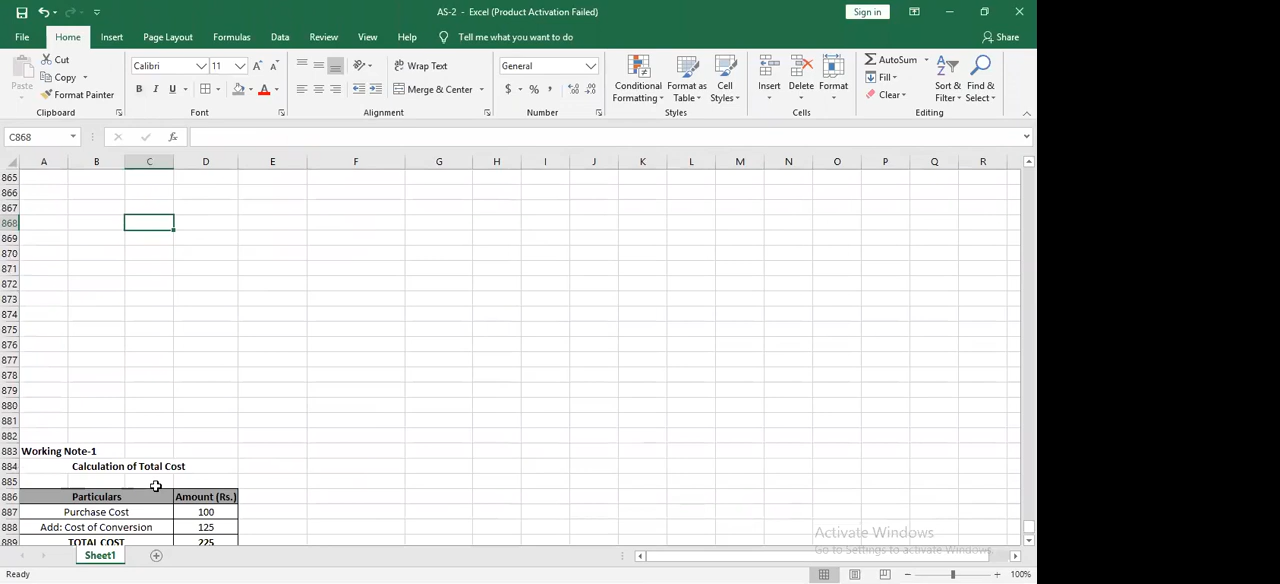 AS-2 - Excel (Product Activation Failed)
Sign in
File Home Insert Page Layout Formulas Data Review View Help Tell me what you want to do Share
Paste Cut Copy Format Painter
Clipboard
Calibri 11 A A
B I U A
Font
Wrap Text
Merge & Center
Alignment
General
$ % , .00
Number
Conditional Formatting Format as Table Cell Styles
Styles
Insert Delete Format
Cells
AutoSum Fill Clear
Sort & Filter Find & Select
Editing
C868 fx
A B C D E F G H I J K L M N O P Q R
865
866
867
868
869
870
871
872
873
874
875
876
877
878
879
880
881
882
883 Working Note-1
884 Calculation of Total Cost
885
886 Particulars Amount (Rs.)
887 Purchase Cost 100
888 Add: Cost of Conversion 125
889 TOTAL COST 225
Activate Windows
Go to Settings to activate Windows.
Sheet1
Ready 100%